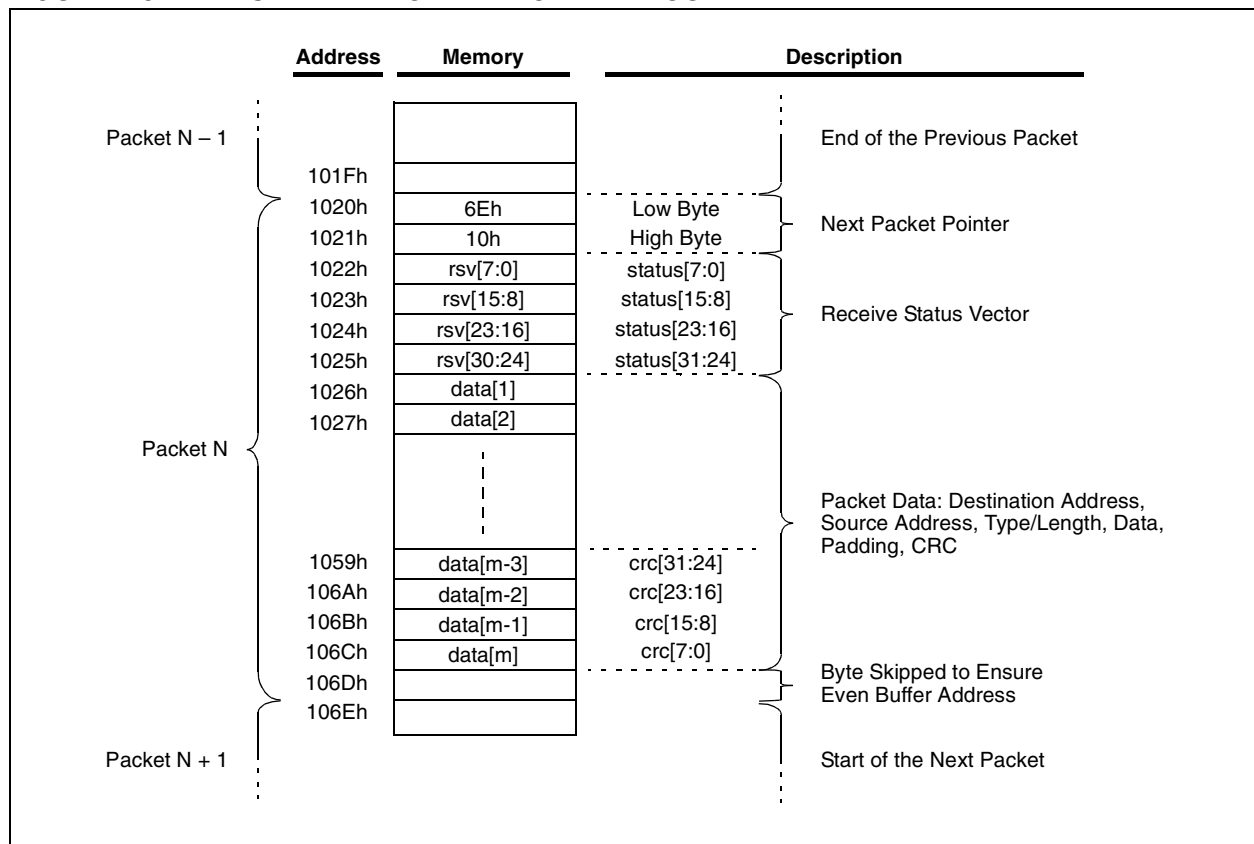 Address Memory Description
Packet N – 1 End of the Previous Packet
101Fh
1020h 6Eh Low Byte
Next Packet Pointer
1021h 10h High Byte
1022h rsv[7:0] status[7:0]
1023h rsv[15:8] status[15:8]
Receive Status Vector
1024h rsv[23:16] status[23:16]
1025h rsv[30:24] status[31:24]
1026h data[1]
1027h data[2]
Packet N
Packet Data: Destination Address,
Source Address, Type/Length, Data,
Padding, CRC
1059h data[m-3] crc[31:24]
106Ah data[m-2] crc[23:16]
106Bh data[m-1] crc[15:8]
106Ch data[m] crc[7:0]
106Dh
Byte Skipped to Ensure
Even Buffer Address
106Eh
Packet N + 1 Start of the Next Packet